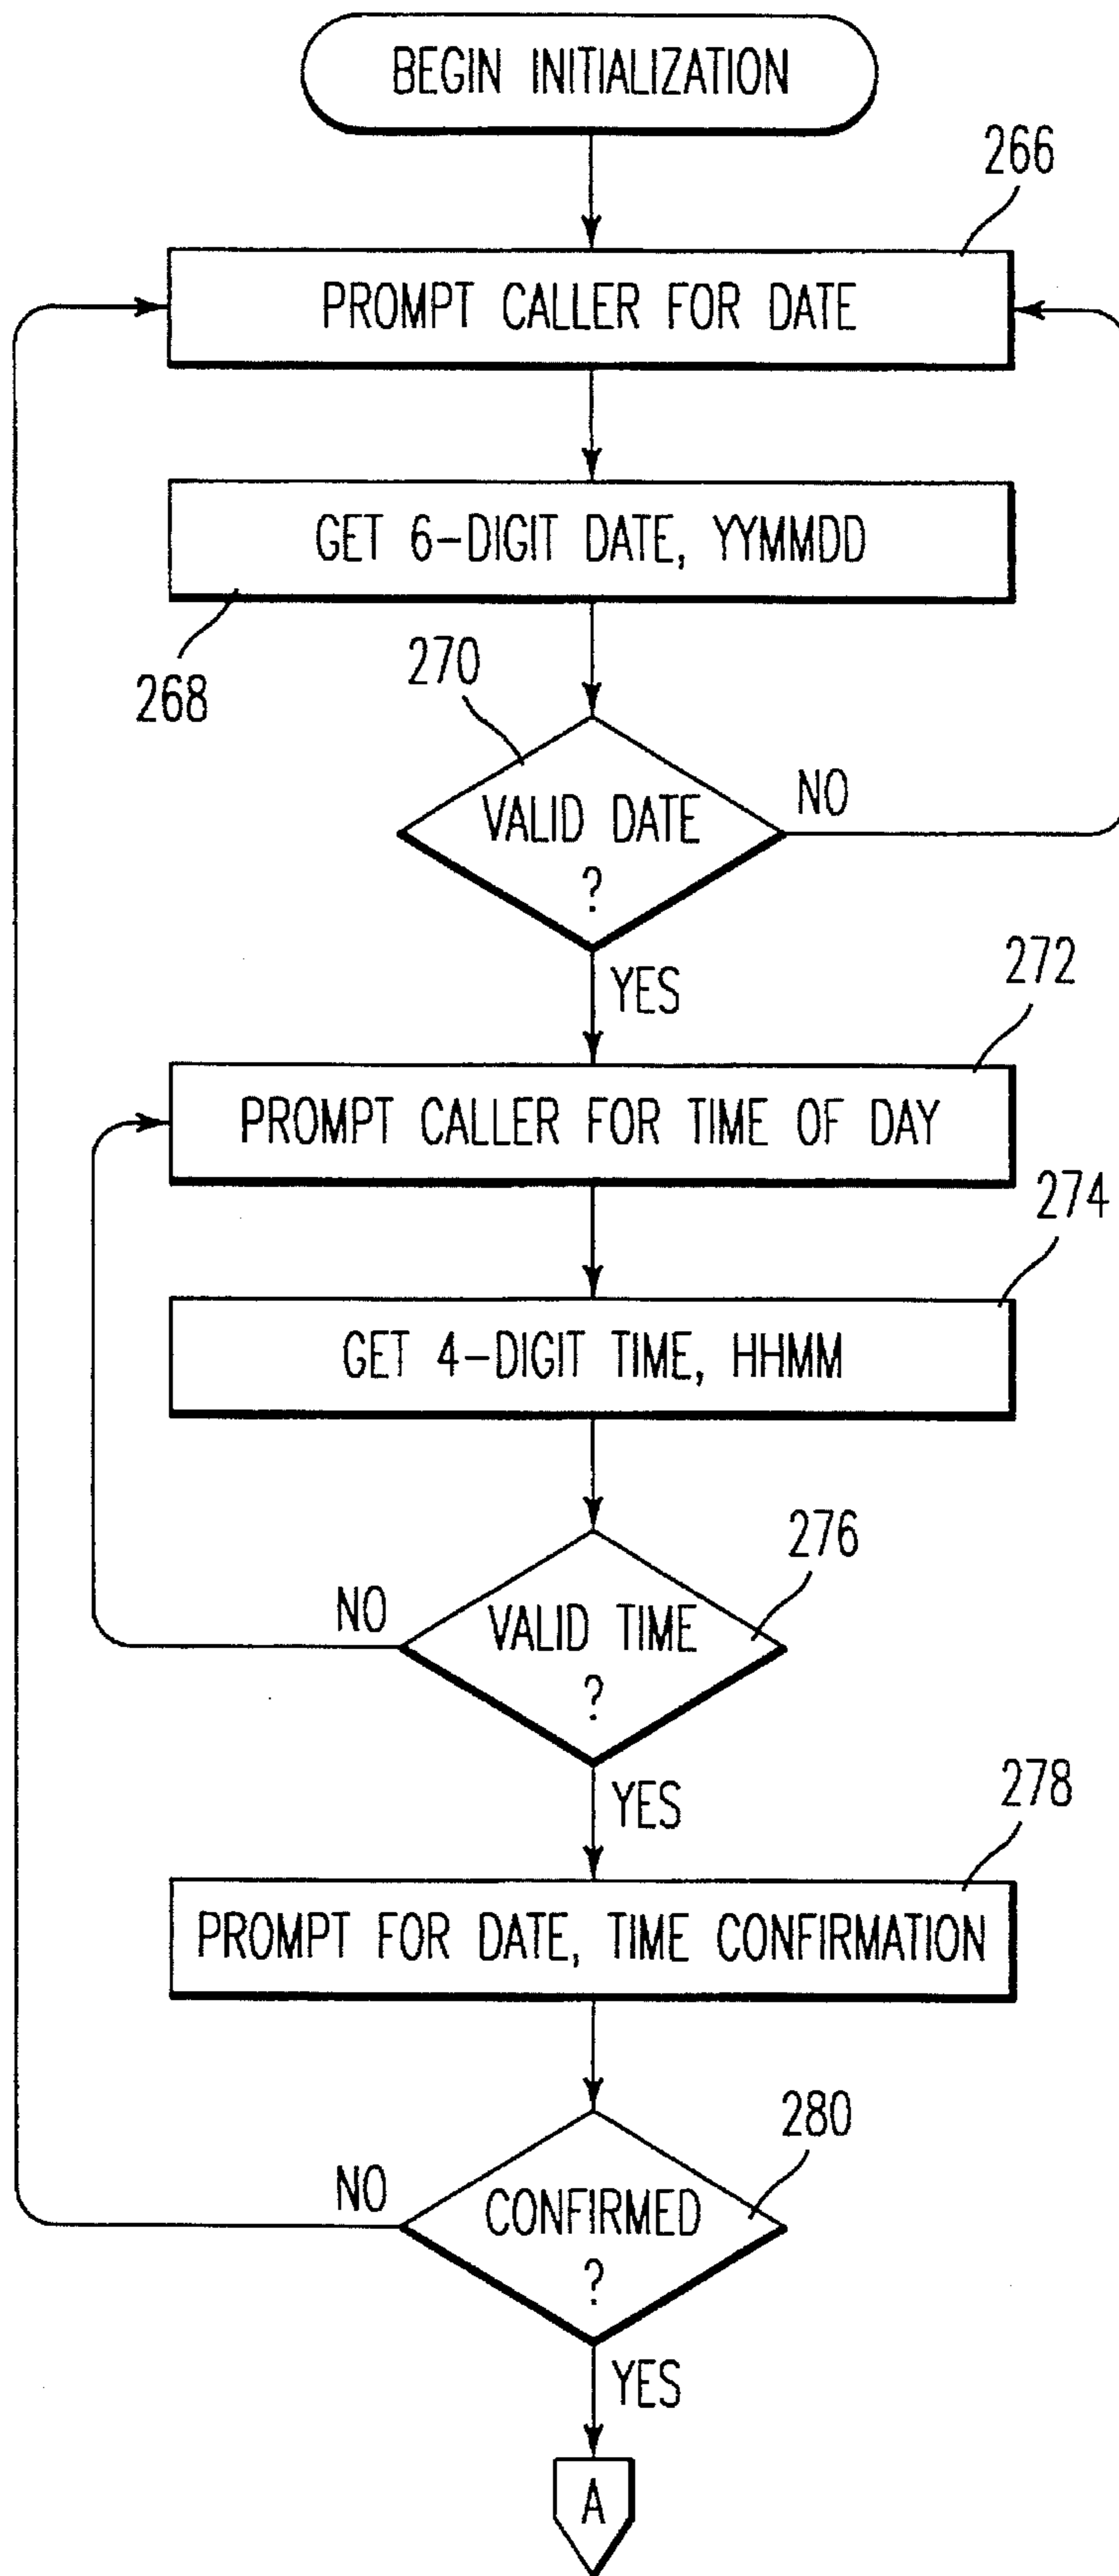 BEGIN INITIALIZATION
266
PROMPT CALLER FOR DATE
GET 6-DIGIT DATE, YYMMDD
268
270
VALID DATE
?
NO
YES
272
PROMPT CALLER FOR TIME OF DAY
274
GET 4-DIGIT TIME, HHMM
276
NO
VALID TIME
?
YES
278
PROMPT FOR DATE, TIME CONFIRMATION
280
NO
CONFIRMED
?
YES
A